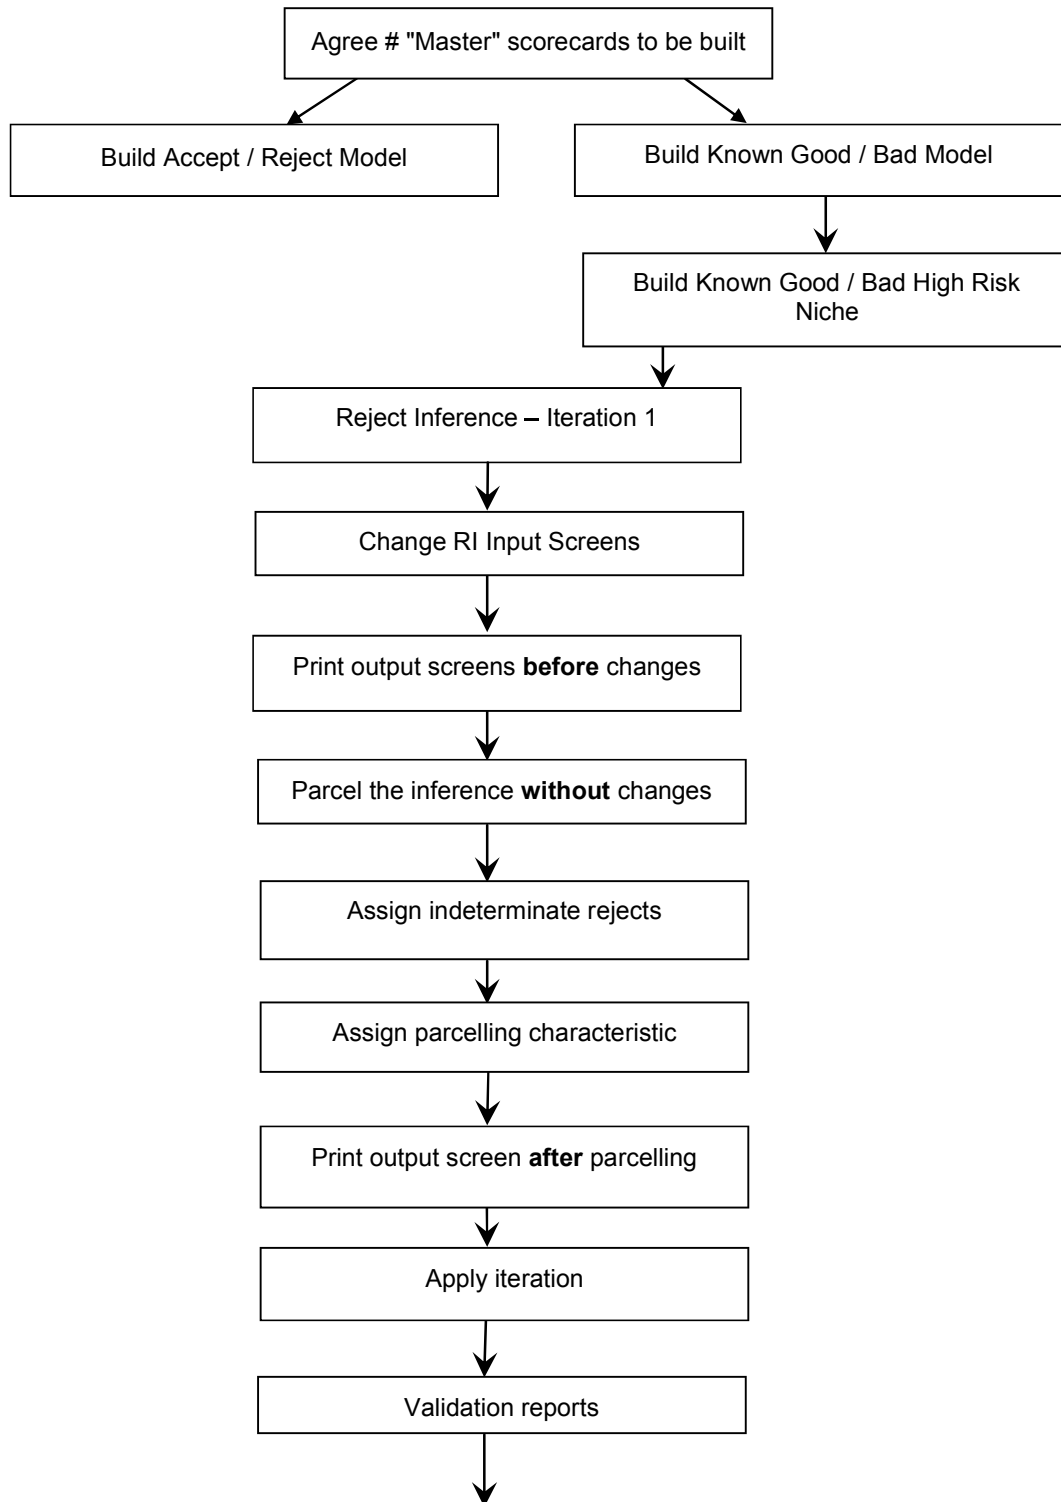 Agree # "Master" scorecards to be built
Build Accept / Reject Model
Build Known Good / Bad Model
Build Known Good / Bad High Risk
Niche
Reject Inference – Iteration 1
Change RI Input Screens
Print output screens before changes
Parcel the inference without changes
Assign indeterminate rejects
Assign parcelling characteristic
Print output screen after parcelling
Apply iteration
Validation reports